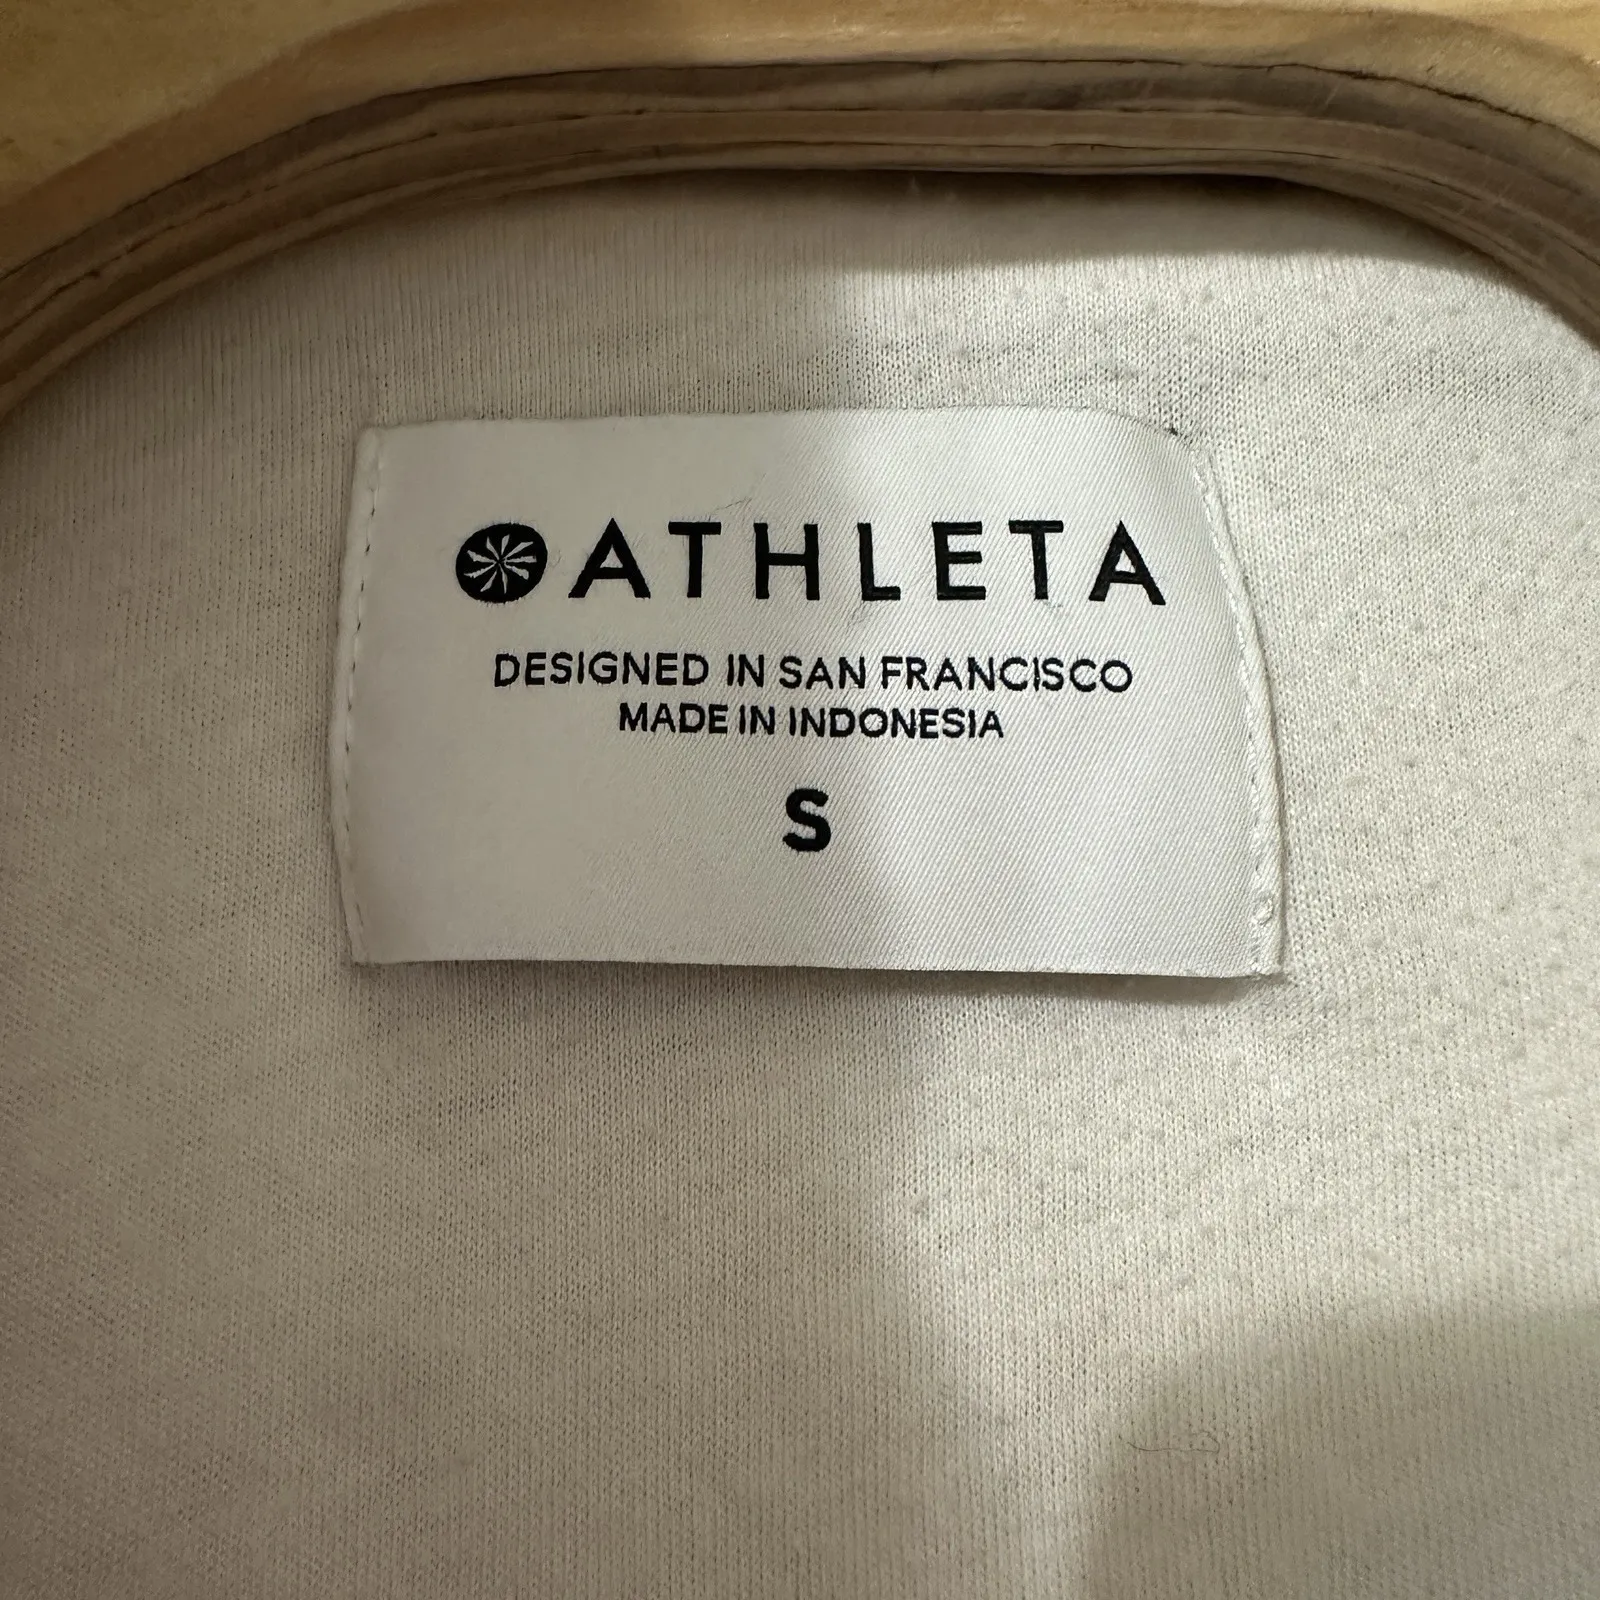 ATHLETA
DESIGNED IN SAN FRANCISCO
MADE IN INDONESIA
S